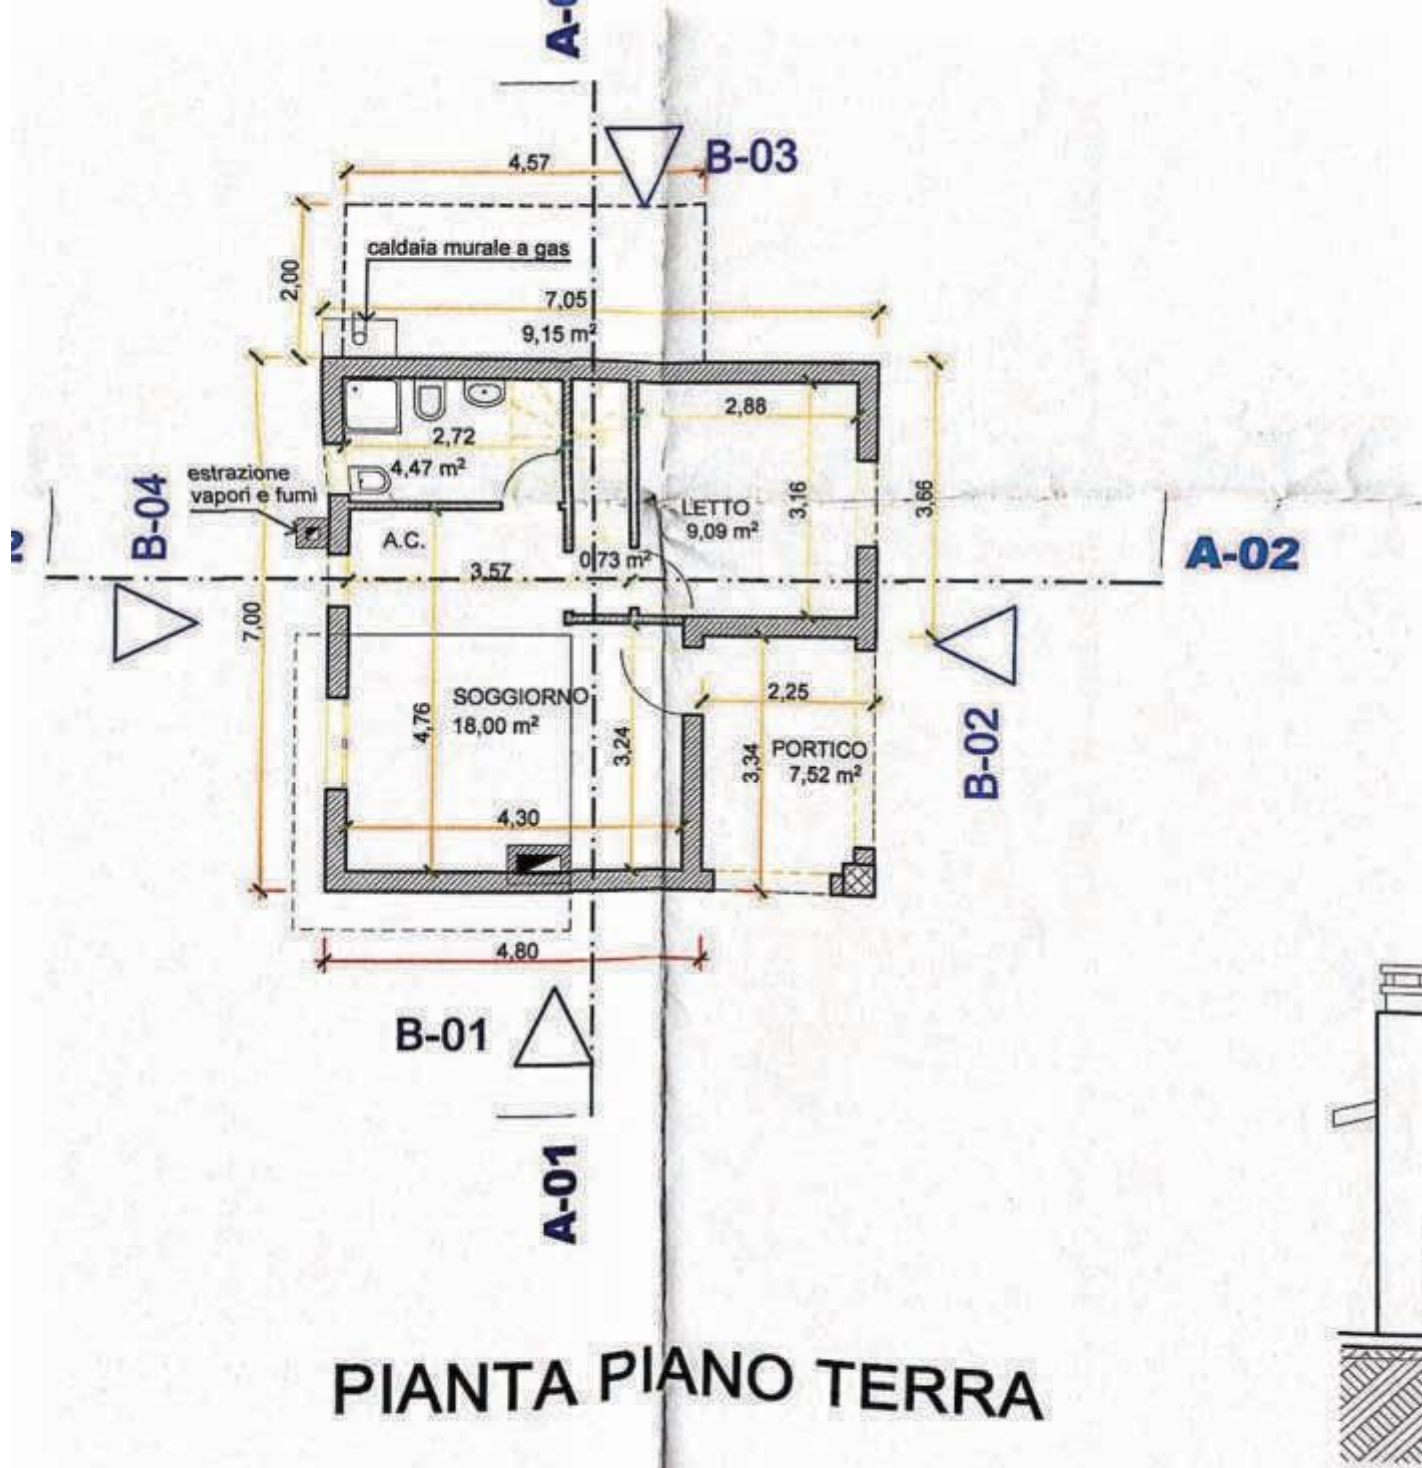 4,57
B-03
caldaia murale a gas
2,00
7,05
9,15 m²
2,88
2,72
4,47 m²
estrazione
vapori e fumi
B-04
LETTO
9,09 m²
3,16
3,66
A.C.
0,73 m²
3,57
A-02
7,00
SOGGIORNO
18,00 m²
4,76
3,24
2,25
PORTICO
7,52 m²
3,34
B-02
4,30
4,80
B-01
A-01
PIANTA PIANO TERRA